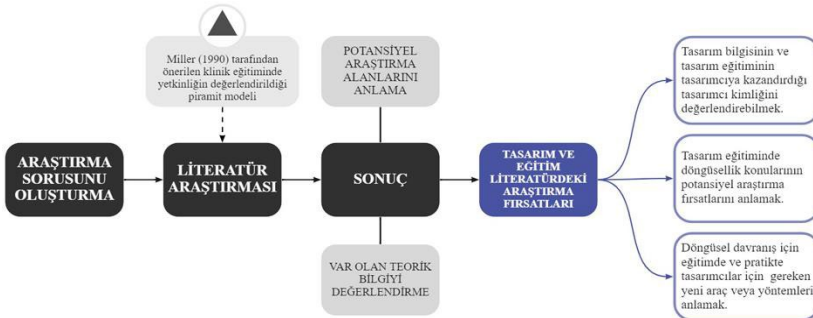 Miller (1990) tarafından
önerilen klinik eğitiminde
yetkinliğin değerlendirildiği
piramit modeli
POTANSİYEL
ARAŞTIRMA
ALANLARINI
ANLAMA
ARAŞTIRMA
SORUSUNU
OLUŞTURMA
LİTERATÜR
ARAŞTIRMASI
SONUÇ
VAR OLAN TEORİK
BİLGİYİ
DEĞERLENDİRME
TASARIM VE
EĞİTİM
LİTERATÜRDEKİ
ARAŞTIRMA
FIRSATLARI
Tasarım bilgisinin ve
tasarım eğitiminin
tasarımcıya kazandırdığı
tasarımcı kimliğini
değerlendirebilmek.
Tasarım eğitiminde
döngüsellik konularının
potansiyel araştırma
fırsatlarını anlamak.
Döngüsel davranış için
eğitimde ve pratikte
tasarımcılar için gereken
yeni araç veya yöntemleri
anlamak.